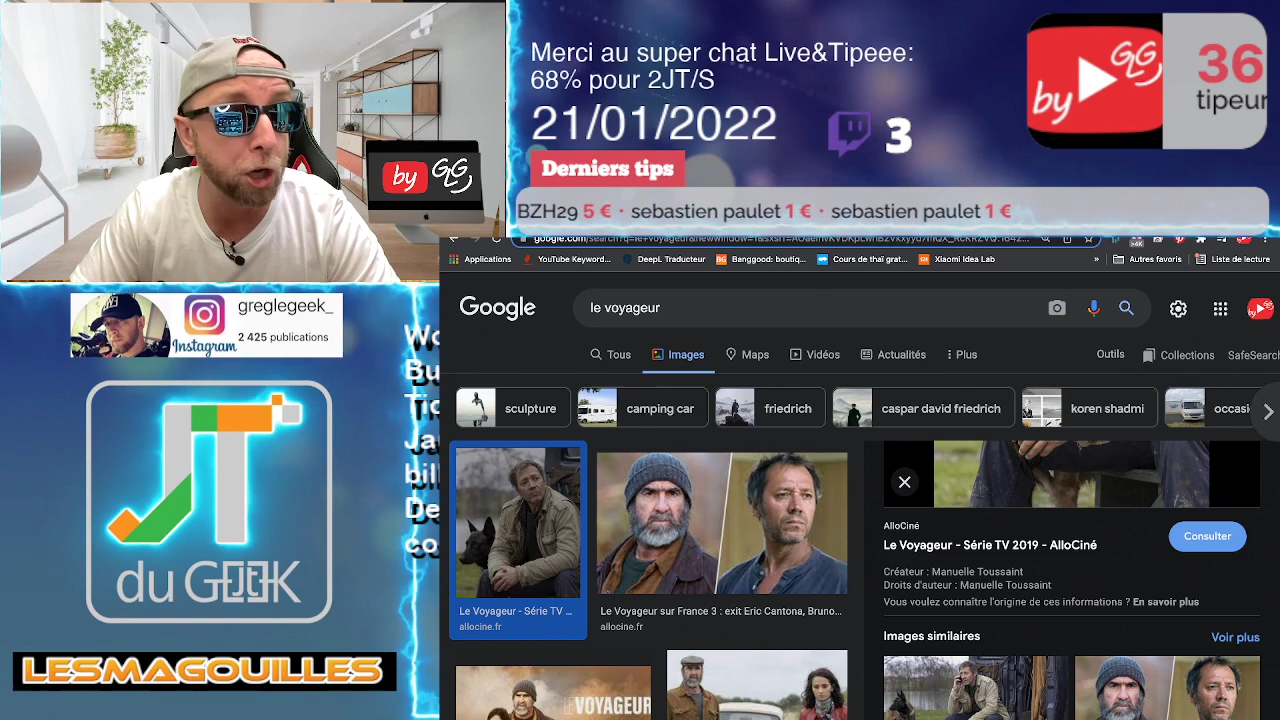 Merci au super chat Live&Tipeee:
68% pour 2JT/S
21/01/2022
3
by GLG
36
tipeur
Derniers tips
BZH29 5 € · sebastien paulet 1 € · sebastien paulet 1 €
by GLG
greglegeek_
Instagram
2 425 publications
JT
du GEEK
LESMAGOUILLES
Applications
YouTube Keyword...
DeepL Traducteur
Banggood: boutiq...
Cours de thaï grat...
Xiaomi Idea Lab
»
Autres favoris
Liste de lecture
Google
le voyageur
Tous
Images
Maps
Vidéos
Actualités
Plus
Outils
Collections
SafeSearch
sculpture
camping car
friedrich
caspar david friedrich
koren shadmi
occasi
Le Voyageur - Série TV ...
allocine.fr
Le Voyageur sur France 3 : exit Eric Cantona, Bruno...
allocine.fr
VOYAGEUR
AlloCiné
Le Voyageur - Série TV 2019 - AlloCiné
Consulter
Créateur : Manuelle Toussaint
Droits d'auteur : Manuelle Toussaint
Vous voulez connaître l'origine de ces informations ? En savoir plus
Images similaires
Voir plus